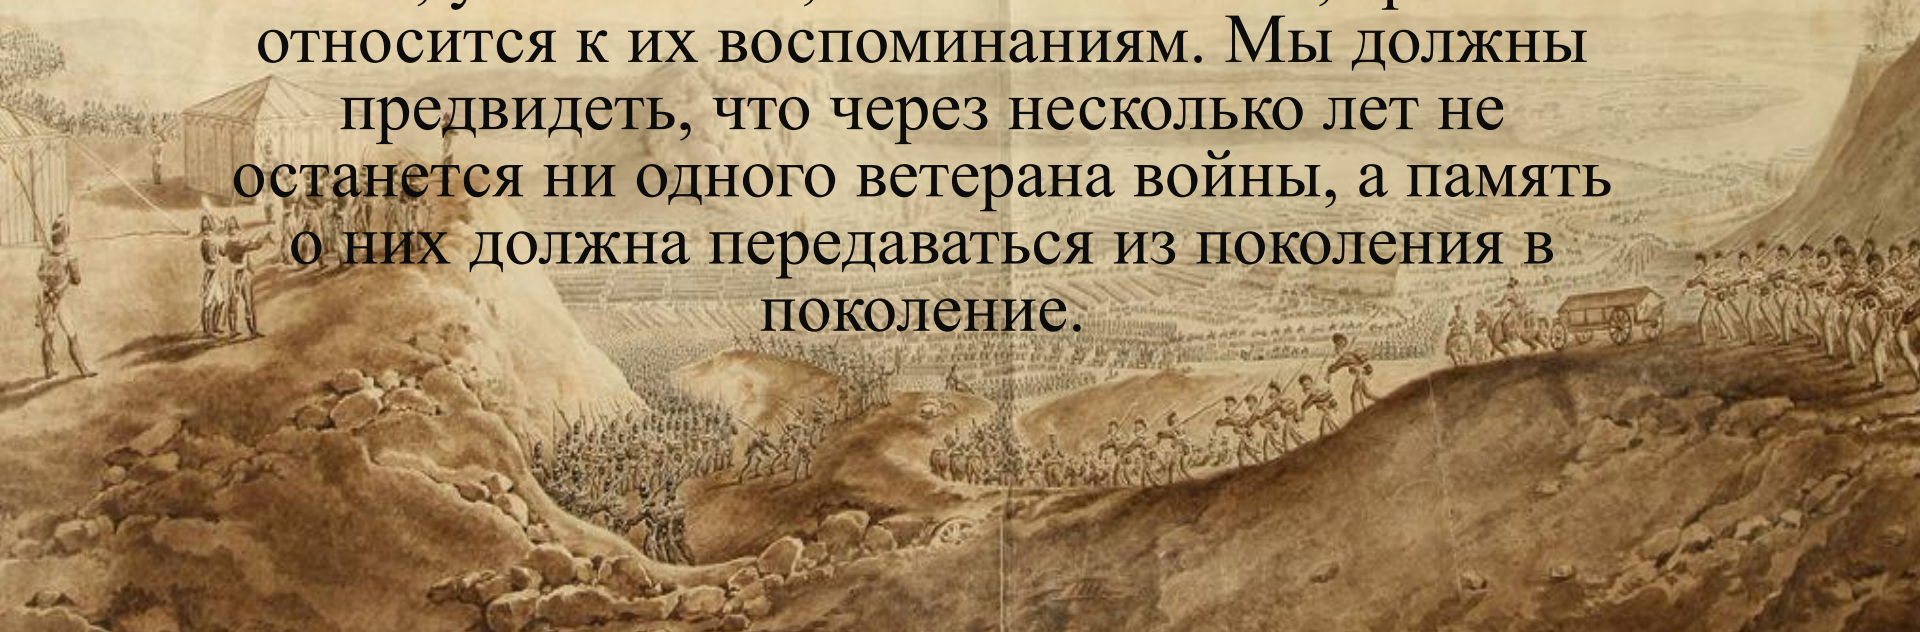 относится к их воспоминаниям. Мы должны
предвидеть, что через несколько лет не
останется ни одного ветерана войны, а память
о них должна передаваться из поколения в
поколение.